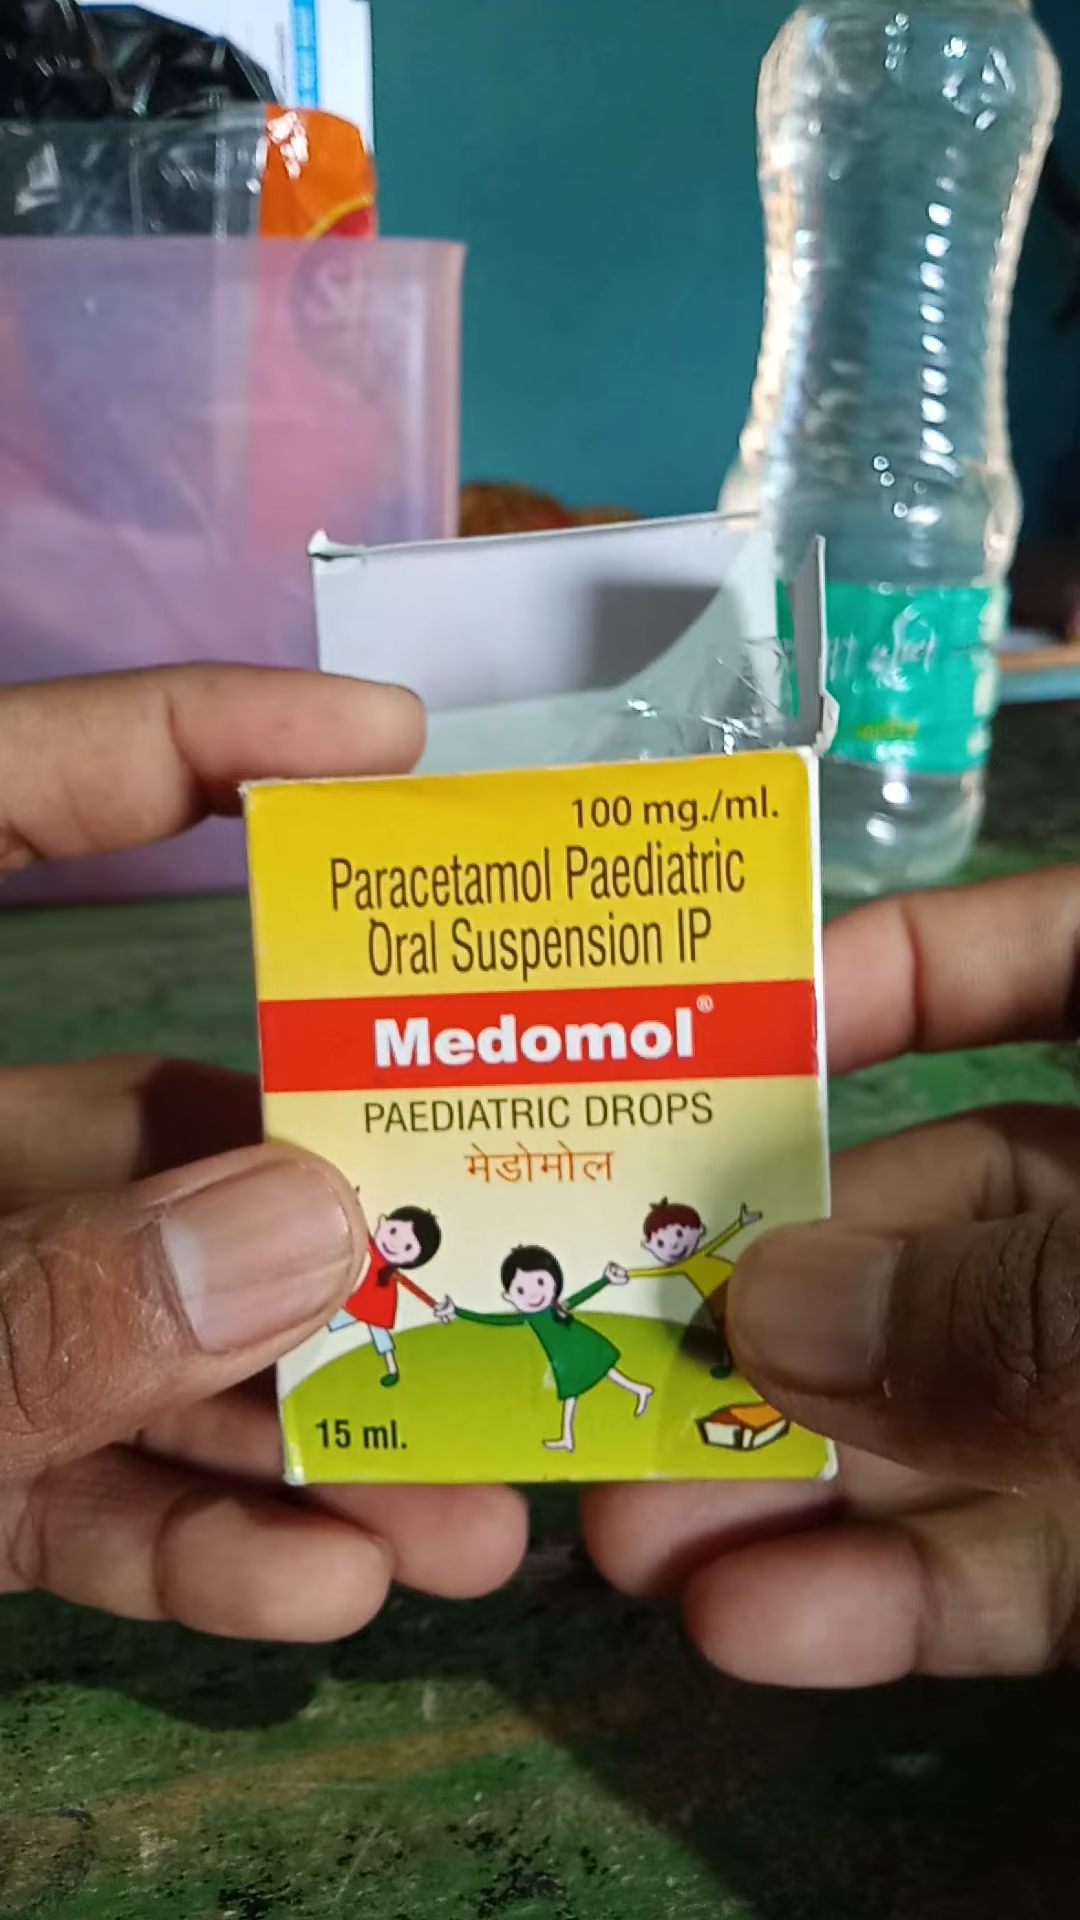 100 mg./ml.
Paracetamol Paediatric
Oral Suspension IP
Medomol®
PAEDIATRIC DROPS
मेडोमोल
15 ml.